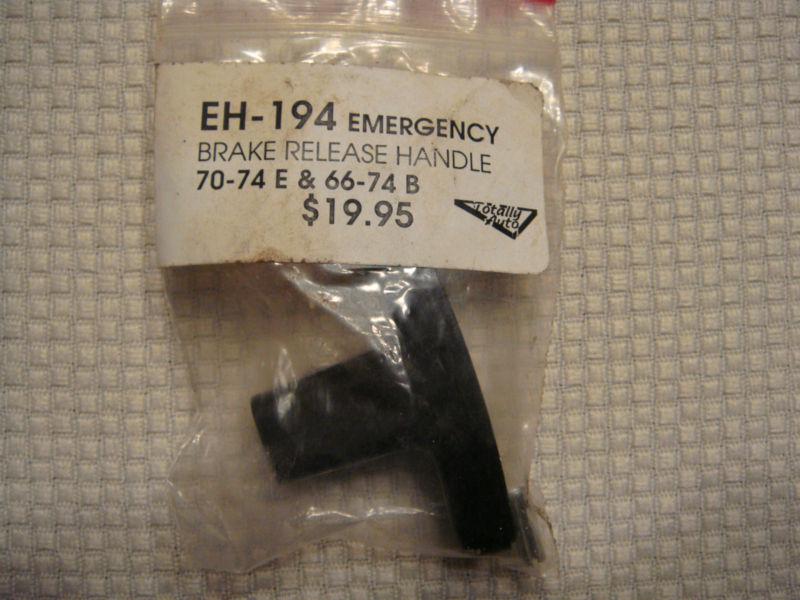 EH-194 EMERGENCY
BRAKE RELEASE HANDLE
70-74 E & 66-74 B
$19.95
Totally
Auto